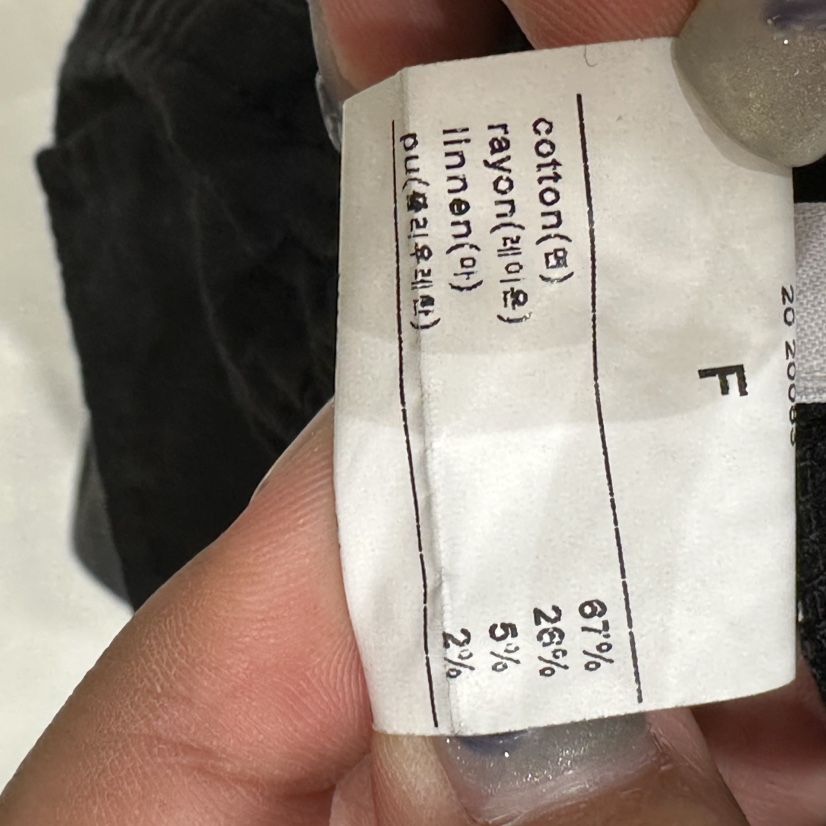 F
cotton(면) 67%
rayon(레이온) 26%
linnen(마) 5%
pu(폴리우레탄) 2%